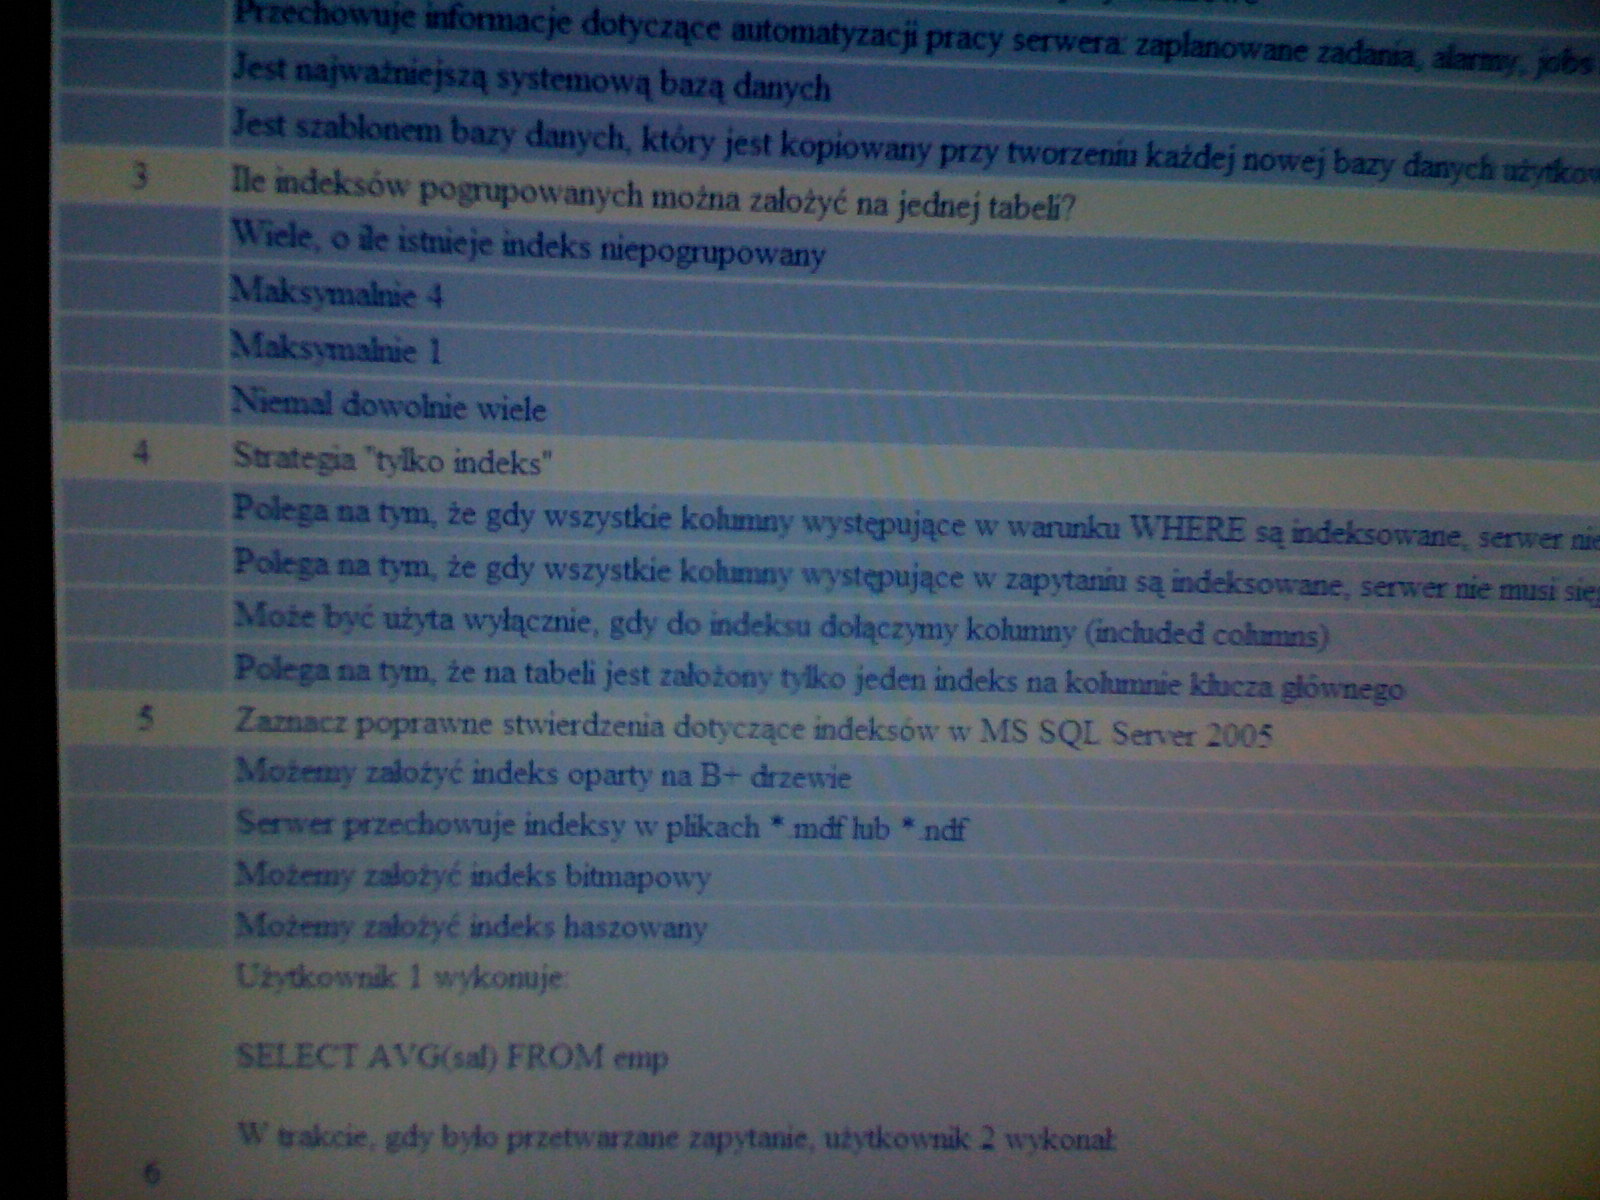 Przechowuje informacje dotyczące automatyzacji pracy serwera: zaplanowane zadania, alarmy, jobs
Jest najważniejszą systemową bazą danych
Jest szablonem bazy danych, który jest kopiowany przy tworzeniu każdej nowej bazy danych
3 Ile indeksów pogrupowanych można założyć na jednej tabeli?
Wiele, o ile istnieje indeks niepogrupowany
Maksymalnie 4
Maksymalnie 1
Niemal dowolnie wiele
4 Strategia "tylko indeks"
Polega na tym, że gdy wszystkie kolumny występujące w warunku WHERE są indeksowane, serwer nie
Polega na tym, że gdy wszystkie kolumny występujące w zapytaniu są indeksowane, serwer nie musi
Może być użyta wyłącznie, gdy do indeksu dołączymy kolumny (included columns)
Polega na tym, że na tabeli jest założony tylko jeden indeks na kolumnie klucza głównego
5 Zaznacz poprawne stwierdzenia dotyczące indeksów w MS SQL Server 2005
Możemy założyć indeks oparty na B+ drzewie
Serwer przechowuje indeksy w plikach *.mdf lub *.ndf
Możemy założyć indeks bitmapowy
Możemy założyć indeks haszowany
Użytkownik 1 wykonuje:
SELECT AVG(sal) FROM emp
W trakcie, gdy było przetwarzane zapytanie, użytkownik 2 wykonał:
6